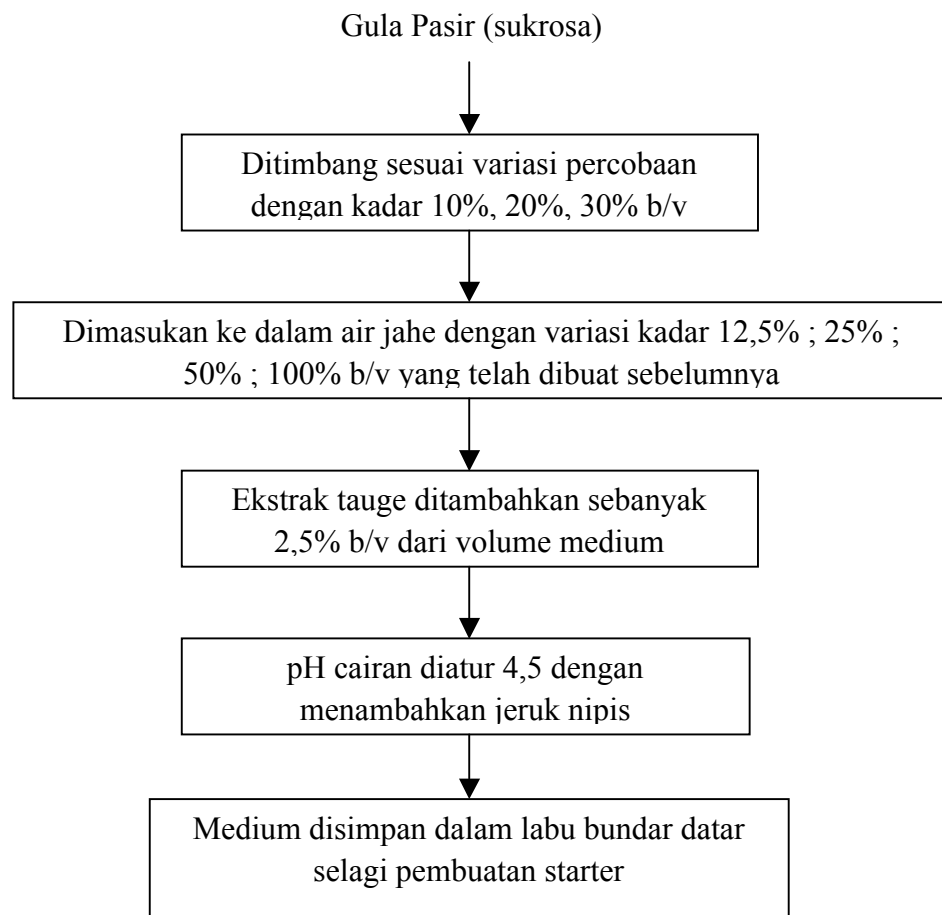 Gula Pasir (sukrosa)
Ditimbang sesuai variasi percobaan
dengan kadar 10%, 20%, 30% b/v
Dimasukan ke dalam air jahe dengan variasi kadar 12,5% ; 25% ;
50% ; 100% b/v yang telah dibuat sebelumnya
Ekstrak tauge ditambahkan sebanyak
2,5% b/v dari volume medium
pH cairan diatur 4,5 dengan
menambahkan jeruk nipis
Medium disimpan dalam labu bundar datar
selagi pembuatan starter